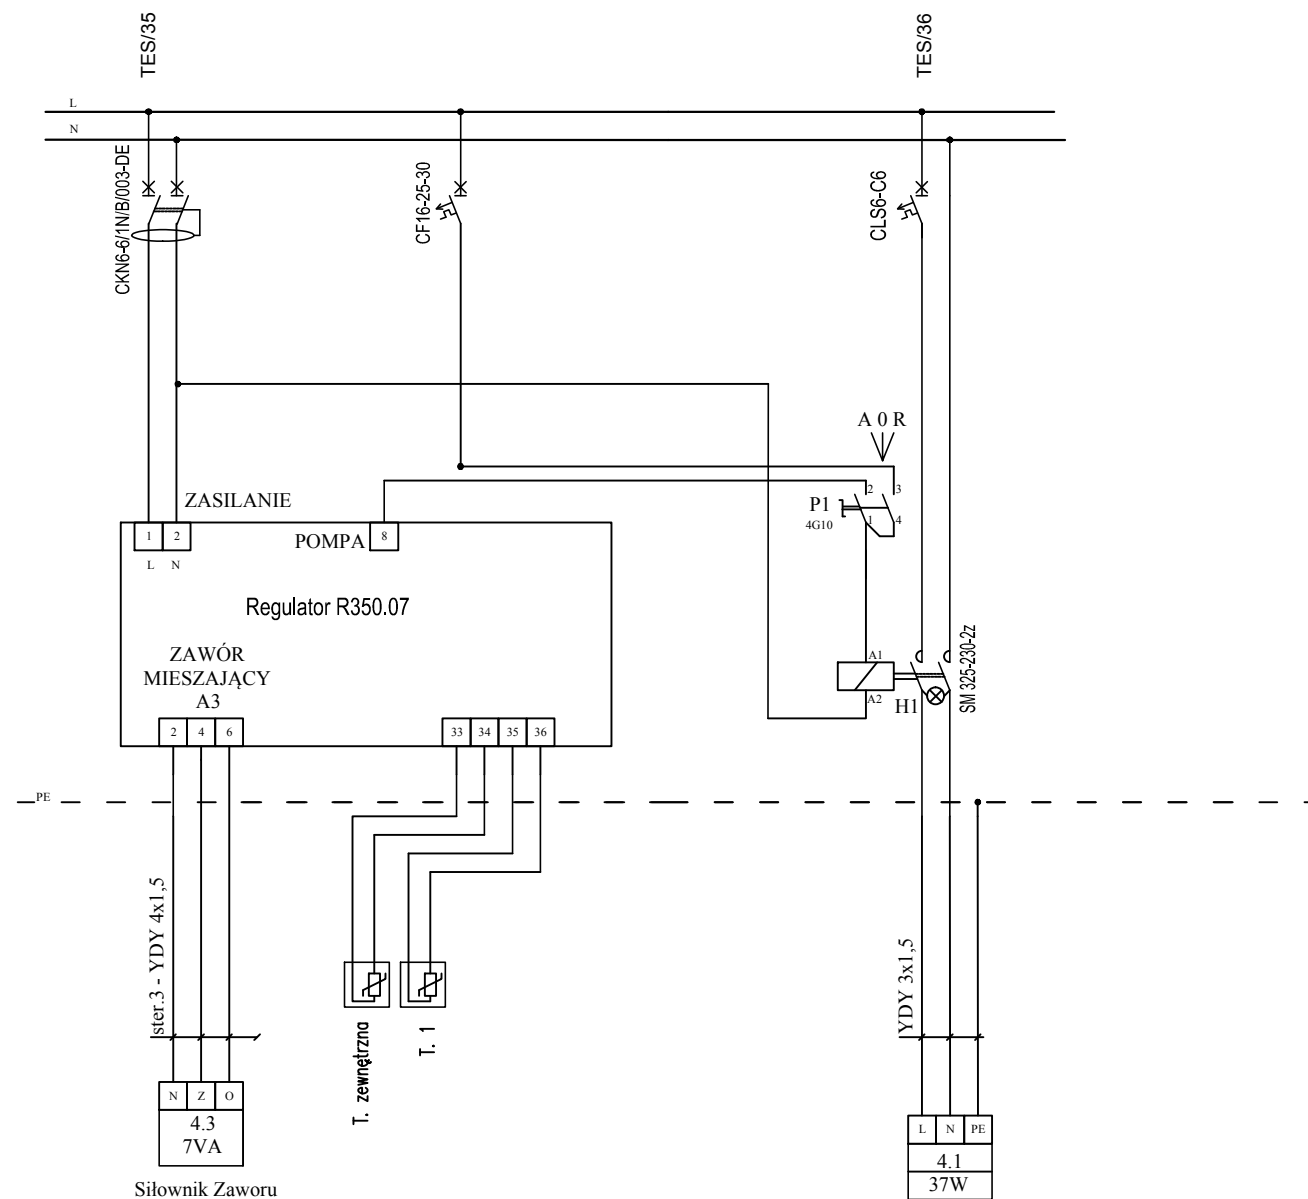 TES/35
TES/36
L
N
CKN6-6/1N/B/003-DE
CF16-25-30
CLS6-C6
A 0 R
2
3
P1
4G10
1
4
ZASILANIE
1
2
POMPA
8
L
N
Regulator R350.07
ZAWÓR
MIESZAJĄCY
A3
A1
A2
H1
SM 325-230-2z
2
4
6
33
34
35
36
PE
ster.3 - YDY 4x1,5
YDY 3x1,5
T. zewnętrzna
T. 1
N
Z
O
4.3
7VA
Siłownik Zaworu
L
N
PE
4.1
37W